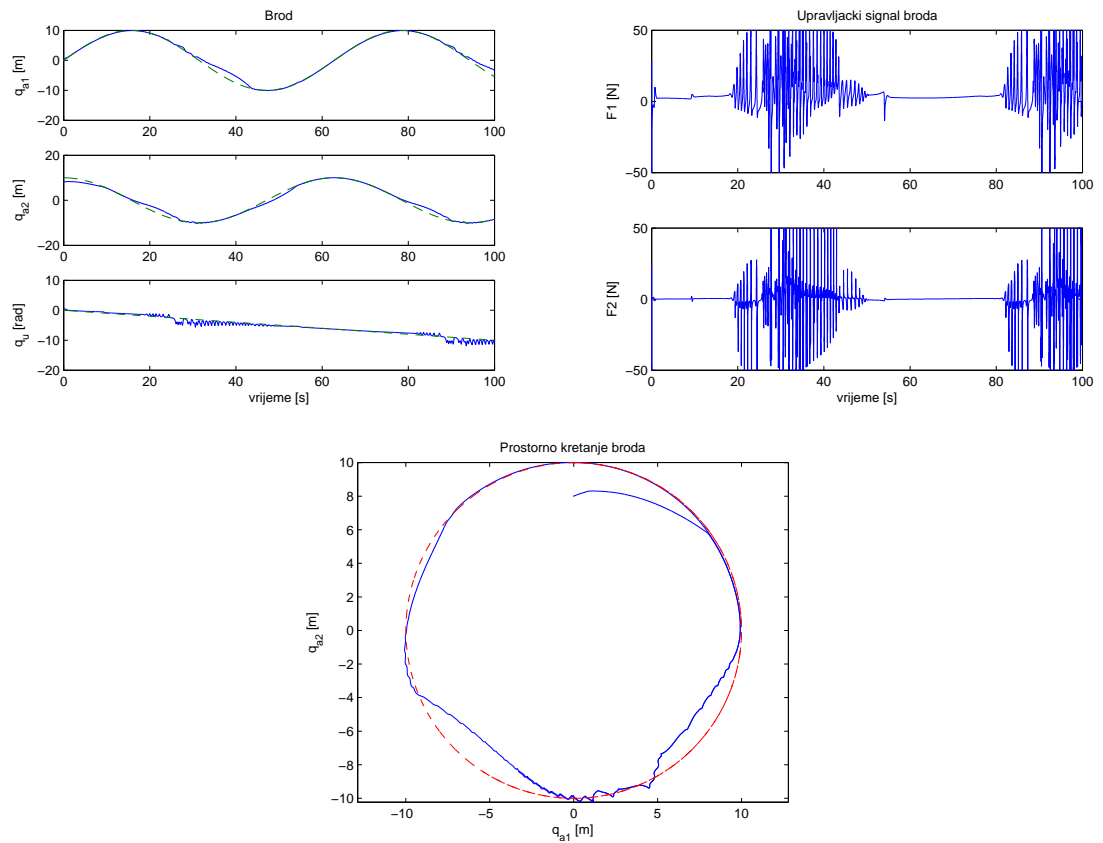 Brod
10
0
−10
−20
q_a1 [m]
0 20 40 60 80 100
20
0
−20
q_a2 [m]
0 20 40 60 80 100
10
0
−10
−20
q_u [rad]
0 20 40 60 80 100
vrijeme [s]
Upravljacki signal broda
50
0
−50
F1 [N]
0 20 40 60 80 100
50
0
−50
F2 [N]
0 20 40 60 80 100
vrijeme [s]
Prostorno kretanje broda
10
8
6
4
2
0
−2
−4
−6
−8
−10
q_a2 [m]
−10 −5 0 5 10
q_a1 [m]